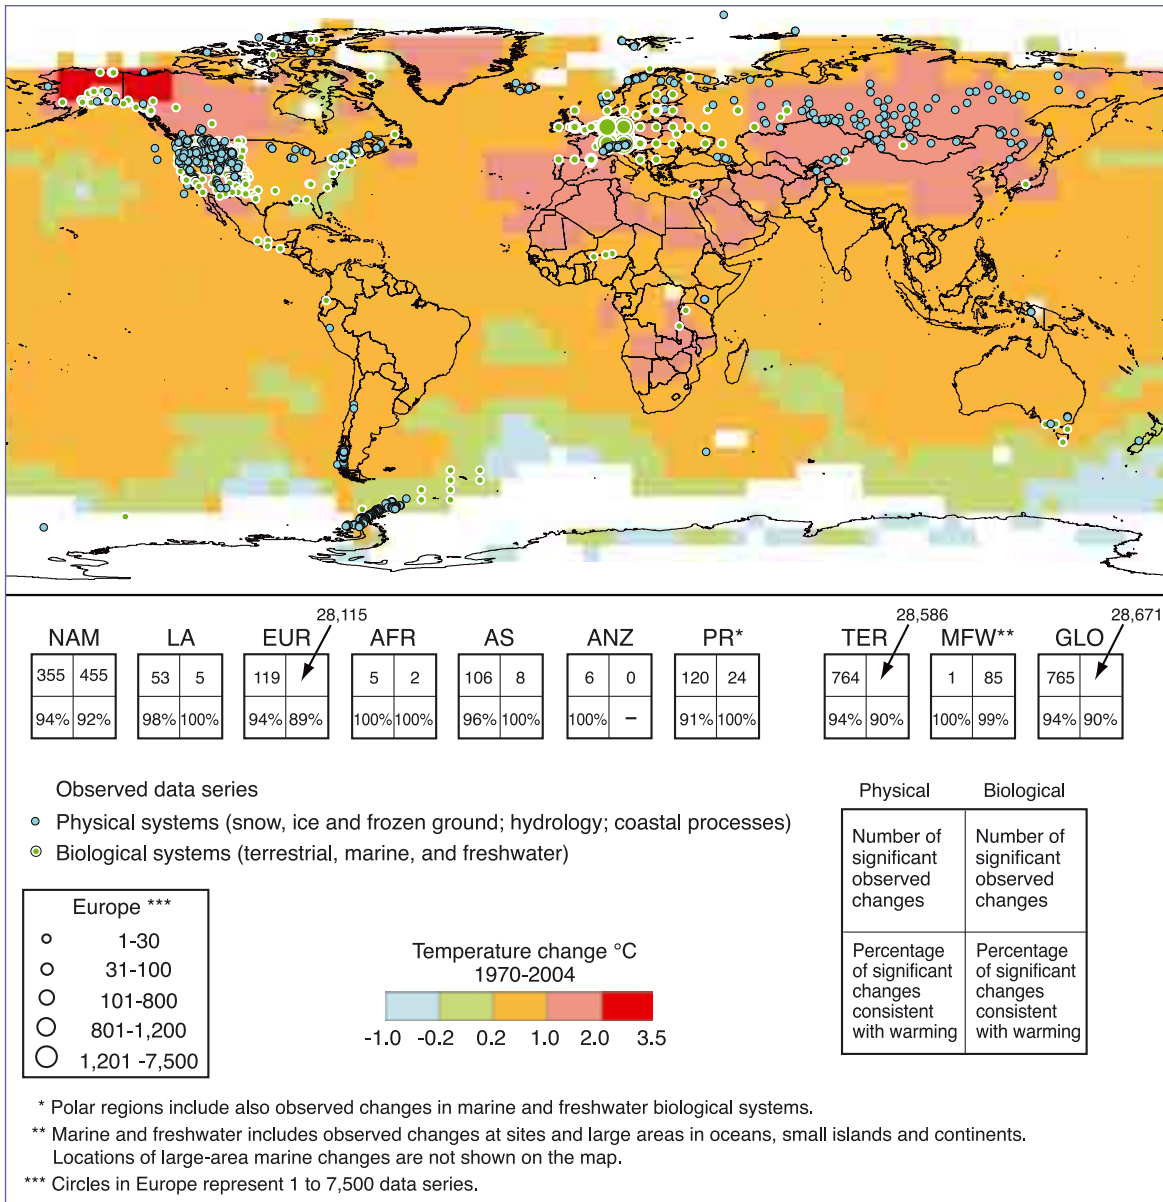 28,115
28,586
28,671
NAM LA EUR AFR AS ANZ PR* TER MFW** GLO
355 455 53 5 119 5 2 106 8 6 0 120 24 764 1 85 765
94% 92% 98% 100% 94% 89% 100% 100% 96% 100% 100% – 91% 100% 94% 90% 100% 99% 94% 90%
Observed data series
Physical systems (snow, ice and frozen ground; hydrology; coastal processes)
Biological systems (terrestrial, marine, and freshwater)
Europe ***
1-30
31-100
101-800
801-1,200
1,201 -7,500
Temperature change °C
1970-2004
-1.0 -0.2 0.2 1.0 2.0 3.5
Physical Biological
Number of
significant
observed
changes
Number of
significant
observed
changes
Percentage
of significant
changes
consistent
with warming
Percentage
of significant
changes
consistent
with warming
* Polar regions include also observed changes in marine and freshwater biological systems.
** Marine and freshwater includes observed changes at sites and large areas in oceans, small islands and continents.
Locations of large-area marine changes are not shown on the map.
*** Circles in Europe represent 1 to 7,500 data series.